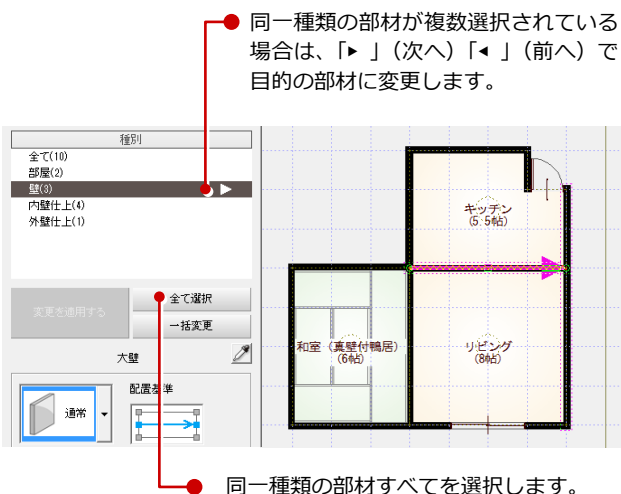 同一種類の部材が複数選択されている
場合は、「▶ 」（次へ）「◀ 」（前へ）で
目的の部材に変更します。
種別
全て(10)
部屋(2)
壁(3)
内壁仕上(4)
外壁仕上(1)
変更を適用する
全て選択
一括変更
大壁
配置基準
通常
キッチン
(5.5帖)
和室（真壁付鴨居）
(6帖)
リビング
(8帖)
同一種類の部材すべてを選択します。